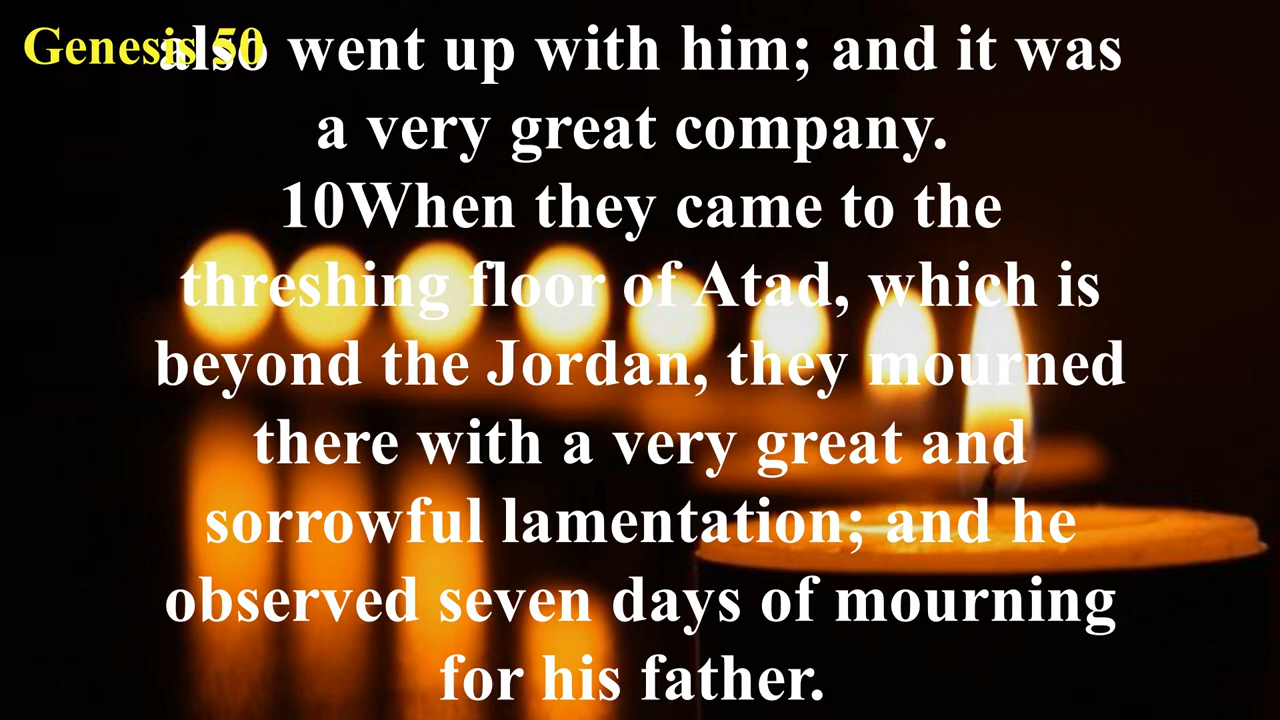 Genesis 50
also went up with him; and it was
a very great company.
10When they came to the
threshing floor of Atad, which is
beyond the Jordan, they mourned
there with a very great and
sorrowful lamentation; and he
observed seven days of mourning
for his father.